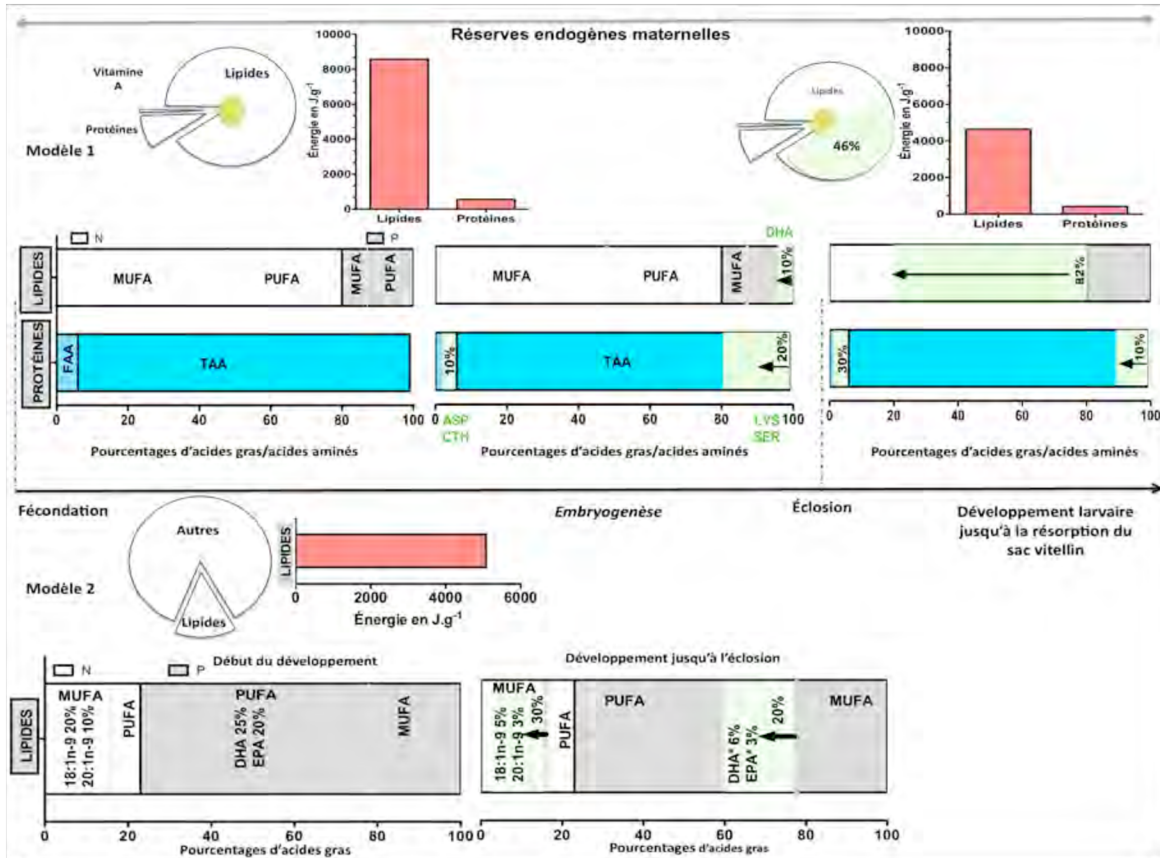 Réserves endogènes maternelles
Vitamine
A
Lipides
Protéines
Modèle 1
Énergie en J.g-1
10000
8000
6000
4000
2000
0
Lipides
Protéines
Lipides
46%
Énergie en J.g-1
10000
8000
6000
4000
2000
0
Lipides
Protéines
N
P
LIPIDES
MUFA
PUFA
MUFA
PUFA
MUFA
PUFA
MUFA
DHA
10%
82%
PROTÉINES
FAA
TAA
10%
TAA
20%
30%
10%
0 20 40 60 80 100
0 20 40 60 80 100
0 20 40 60 80 100
ASP
CTH
LYS
SER
Pourcentages d'acides gras/acides aminés
Pourcentages d'acides gras/acides aminés
Pourcentages d'acides gras/acides aminés
Fécondation
Embryogenèse
Éclosion
Développement larvaire
jusqu'à la résorption du
sac vitellin
Modèle 2
Autres
Lipides
LIPIDES
0 2000 4000 6000
Énergie en J.g-1
N
P
Début du développement
Développement jusqu'à l'éclosion
LIPIDES
MUFA
18:1n-9 20%
20:1n-9 10%
PUFA
PUFA
DHA 25%
EPA 20%
MUFA
MUFA
18:1n-9 5%
20:1n-9 3%
30%
PUFA
PUFA
DHA* 6%
EPA* 3%
20%
MUFA
0 20 40 60 80 100
0 20 40 60 80 100
Pourcentages d'acides gras
Pourcentages d'acides gras